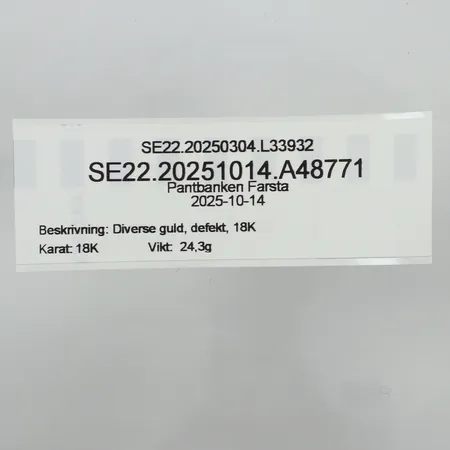 SE22.20250304.L33932
SE22.20251014.A48771
Pantbanken Farsta
2025-10-14
Beskrivning: Diverse guld, defekt, 18K
Karat: 18K Vikt: 24,3g